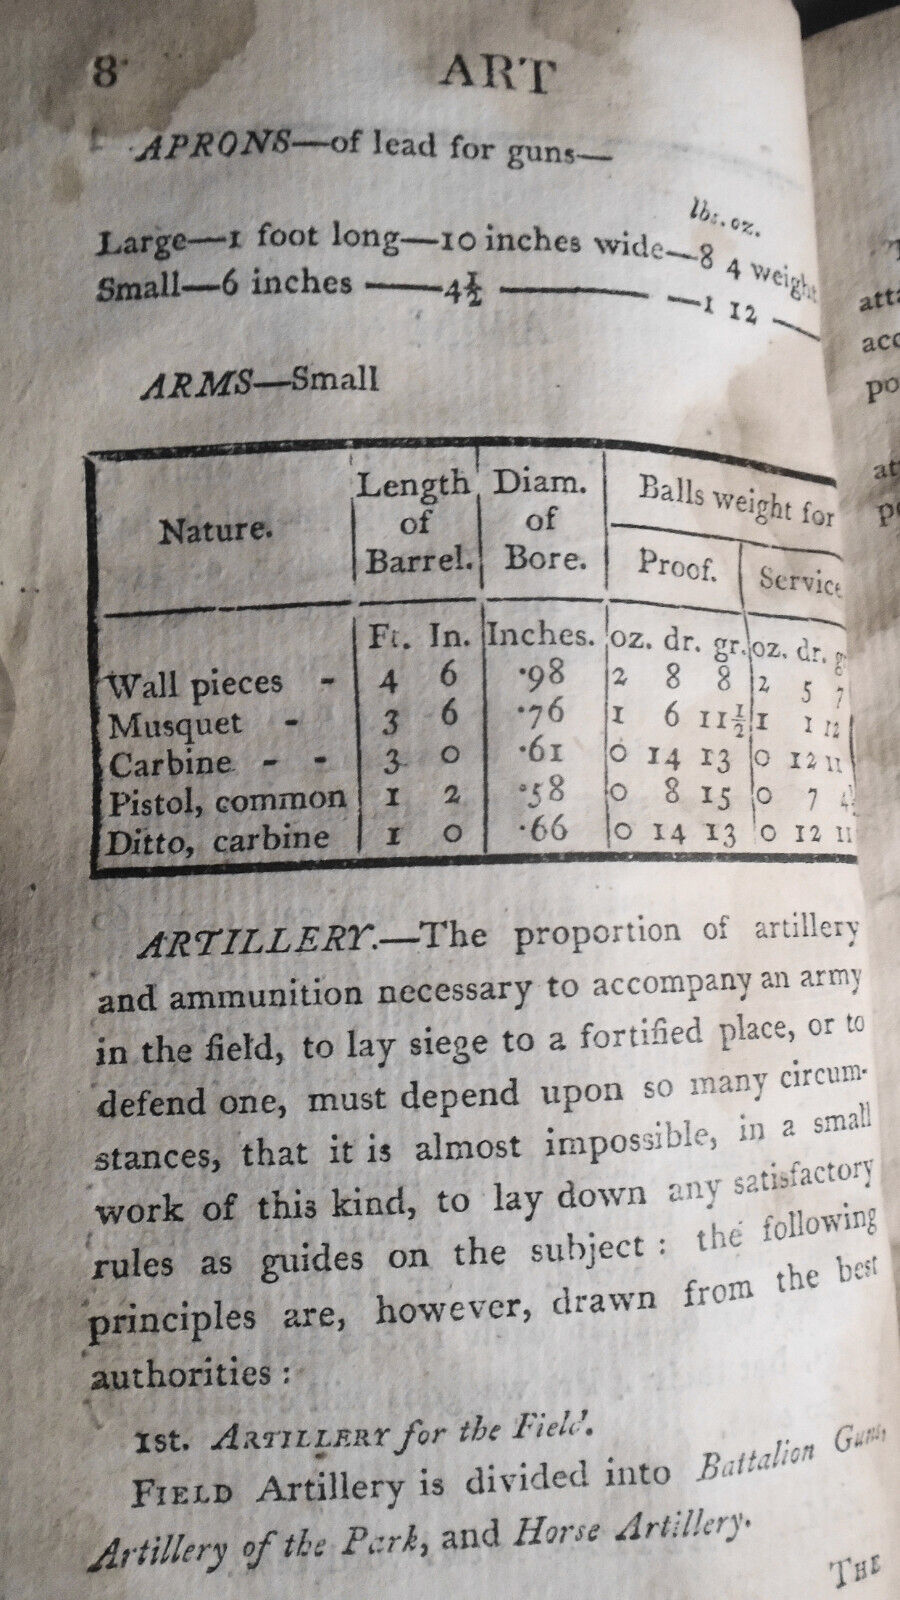 8 ART
APRONS—of lead for guns—
lbs. oz.
Large—1 foot long—10 inches wide—8 4 weight
Small—6 inches ——4½ ———— —1 12 —
ARMS—Small
Nature. Length of Barrel. Diam. of Bore. Balls weight for
Proof. Service
Ft. In. Inches. oz. dr. gr. oz. dr.
Wall pieces - 4 6 ·98 2 8 8 2 5 7
Musquet - 3 6 ·76 1 6 11½ 1 1 12
Carbine - - 3 0 ·61 0 14 13 0 12 11
Pistol, common 1 2 ·58 0 8 15 0 7 4½
Ditto, carbine 1 0 ·66 0 14 13 0 12 11
ARTILLERY.—The proportion of artillery
and ammunition necessary to accompany an army
in the field, to lay siege to a fortified place, or to
defend one, must depend upon so many circum-
stances, that it is almost impossible, in a small
work of this kind, to lay down any satisfactory
rules as guides on the subject: the following
principles are, however, drawn from the best
authorities:
1st. ARTILLERY for the Field.
FIELD Artillery is divided into Battalion Guns,
Artillery of the Park, and Horse Artillery.
THE